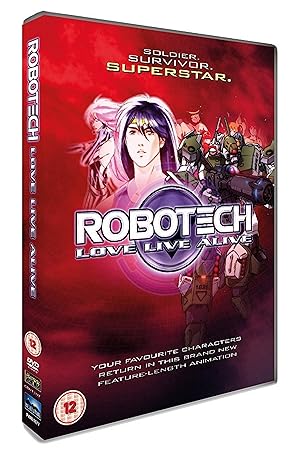 SOLDIER.
SURVIVOR.
SUPERSTAR.
ROBOTECH
LOVE LIVE ALIVE
YOUR FAVOURITE CHARACTERS
RETURN IN THIS BRAND NEW
FEATURE-LENGTH ANIMATION
12
ROBOTECH LOVE LIVE ALIVE
12
DVD